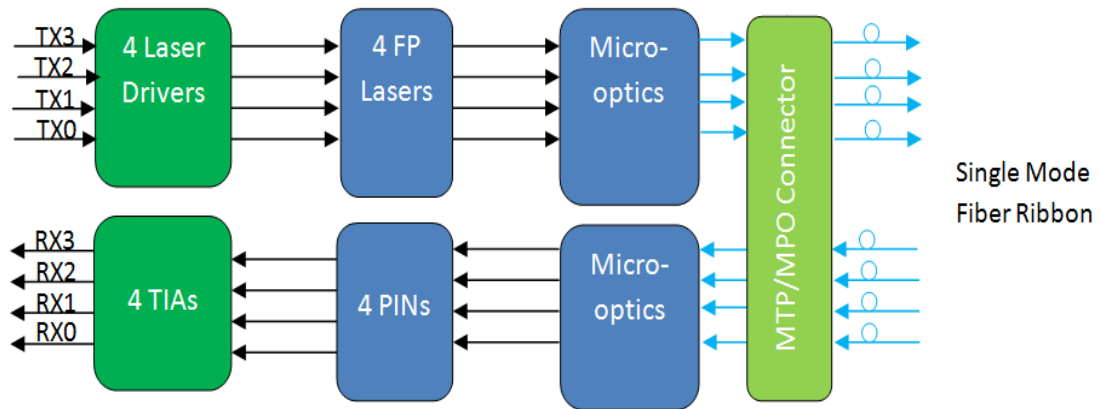 TX3
TX2
TX1
TX0
4 Laser
Drivers
4 FP
Lasers
Micro-
optics
MTP/MPO Connector
Single Mode
Fiber Ribbon
RX3
RX2
RX1
RX0
4 TIAs
4 PINs
Micro-
optics